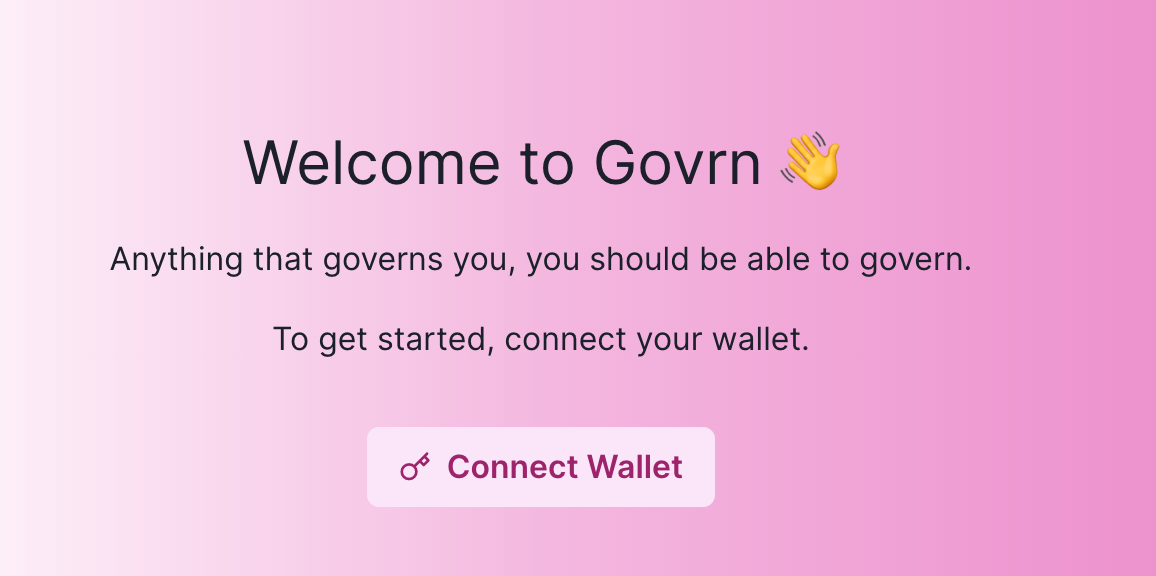 Welcome to Govrn 👋
Anything that governs you, you should be able to govern.
To get started, connect your wallet.
Connect Wallet